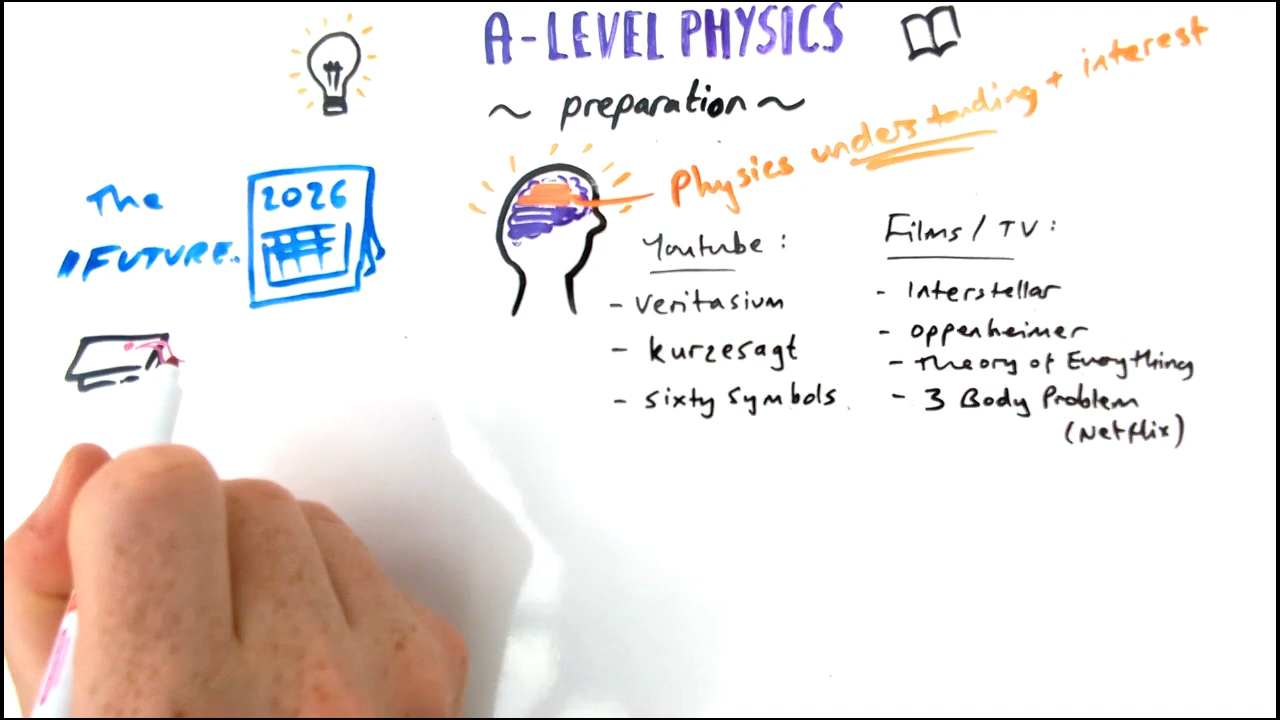 A-LEVEL PHYSICS
~ preparation ~
Physics understanding + interest
The
FUTURE..
2026
Youtube:
- Veritasium
- kurzesagt
- sixty symbols.
Films / TV:
- Interstellar
- Oppenheimer
- Theory of Everything
- 3 Body Problem
(Netflix)